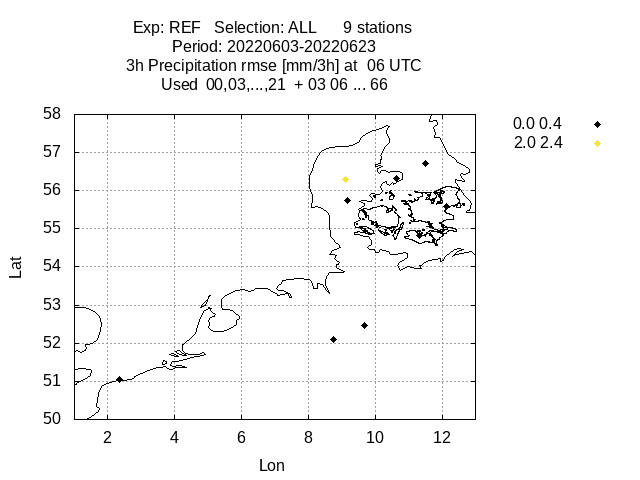 Exp: REF Selection: ALL 9 stations
Period: 20220603-20220623
3h Precipitation rmse [mm/3h] at 06 UTC
Used 00,03,...,21 + 03 06 ... 66
0.0 0.4
2.0 2.4
58
57
56
55
54
53
52
51
50
Lat
2 4 6 8 10 12
Lon